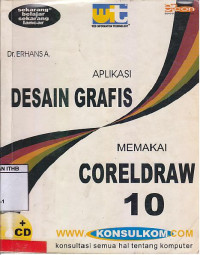 sekarang
belajar
sekarang
lancar
wit
Dr. ERHANS A.
APLIKASI
DESAIN GRAFIS
MEMAKAI
CORELDRAW
10
+
CD
www.KONSULKOM.com
konsultasi semua hal tentang komputer